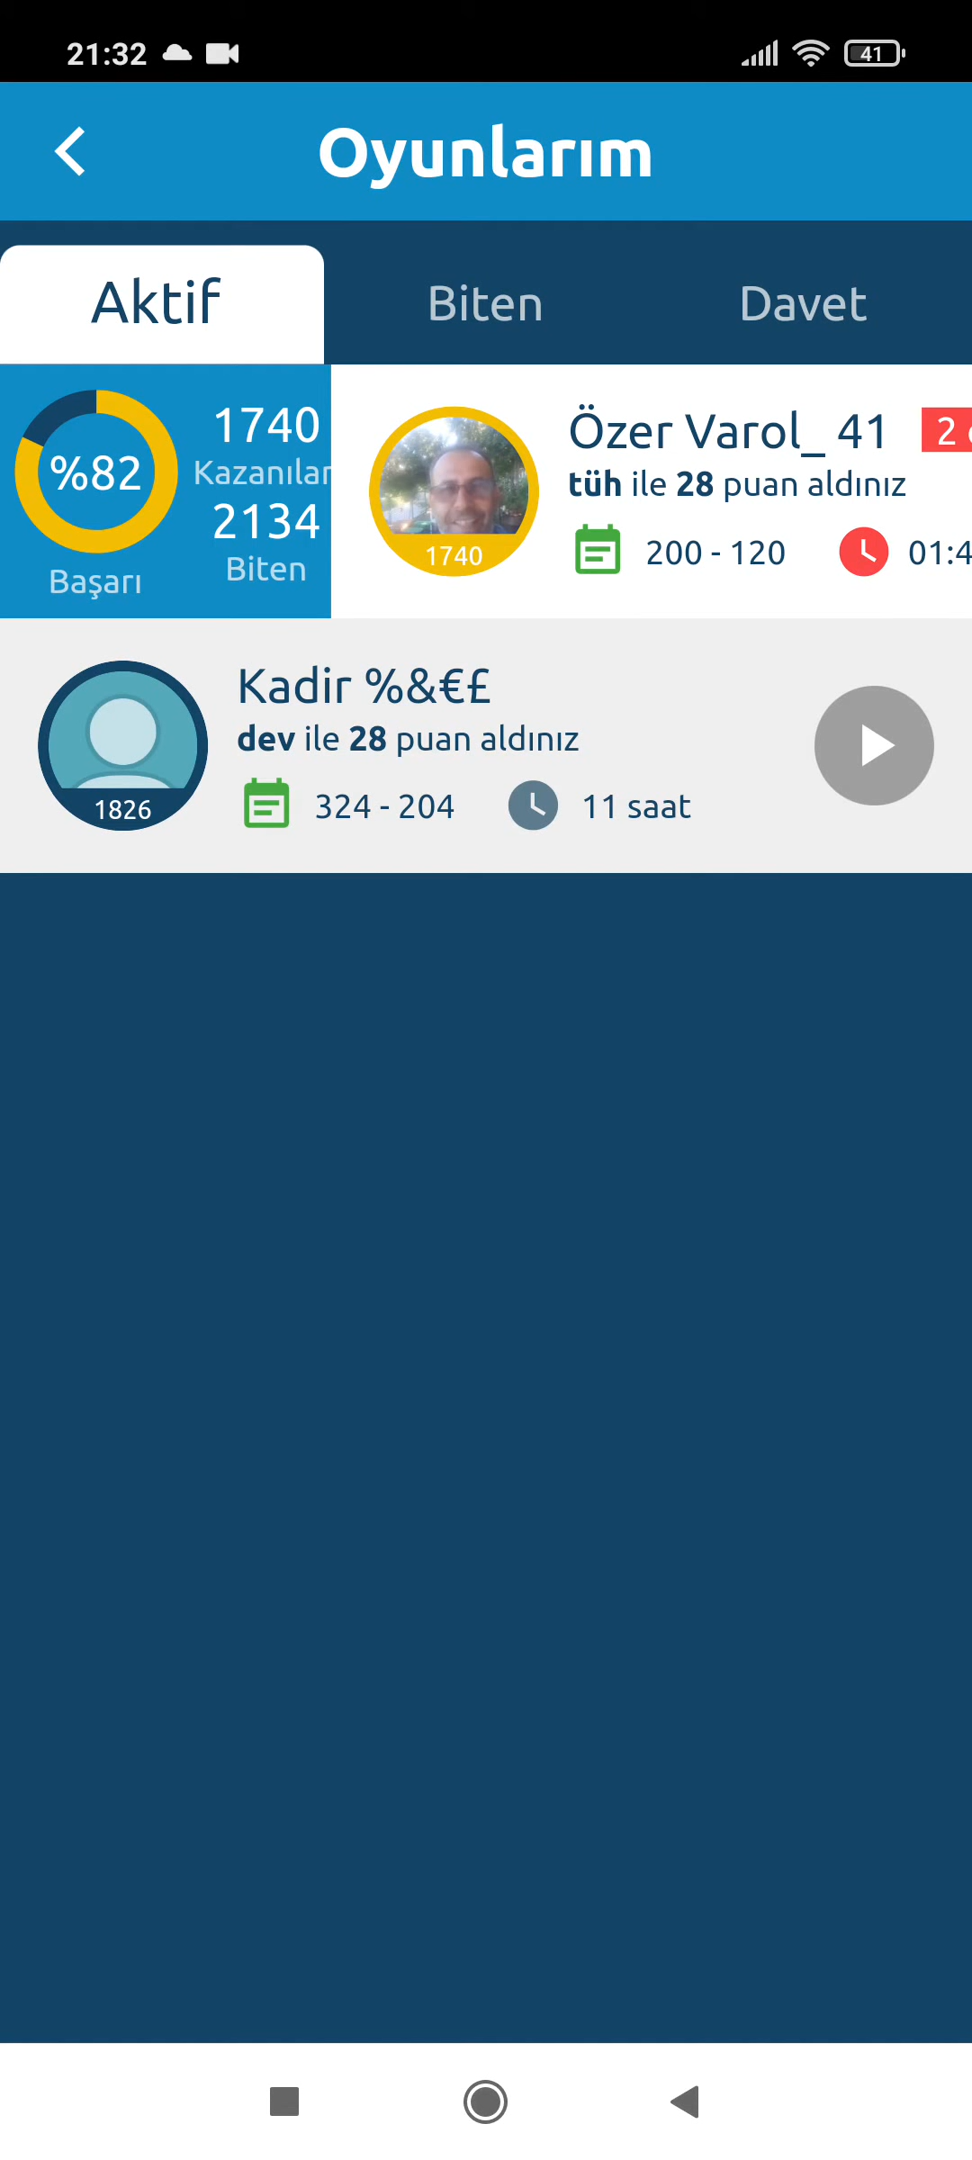 21:32
41
Oyunlarım
Aktif
Biten
Davet
%82
Başarı
1740
Kazanılar
2134
Biten
Özer Varol_ 41
2
tüh ile 28 puan aldınız
1740
200 - 120
01:4
Kadir %&€£
dev ile 28 puan aldınız
1826
324 - 204
11 saat